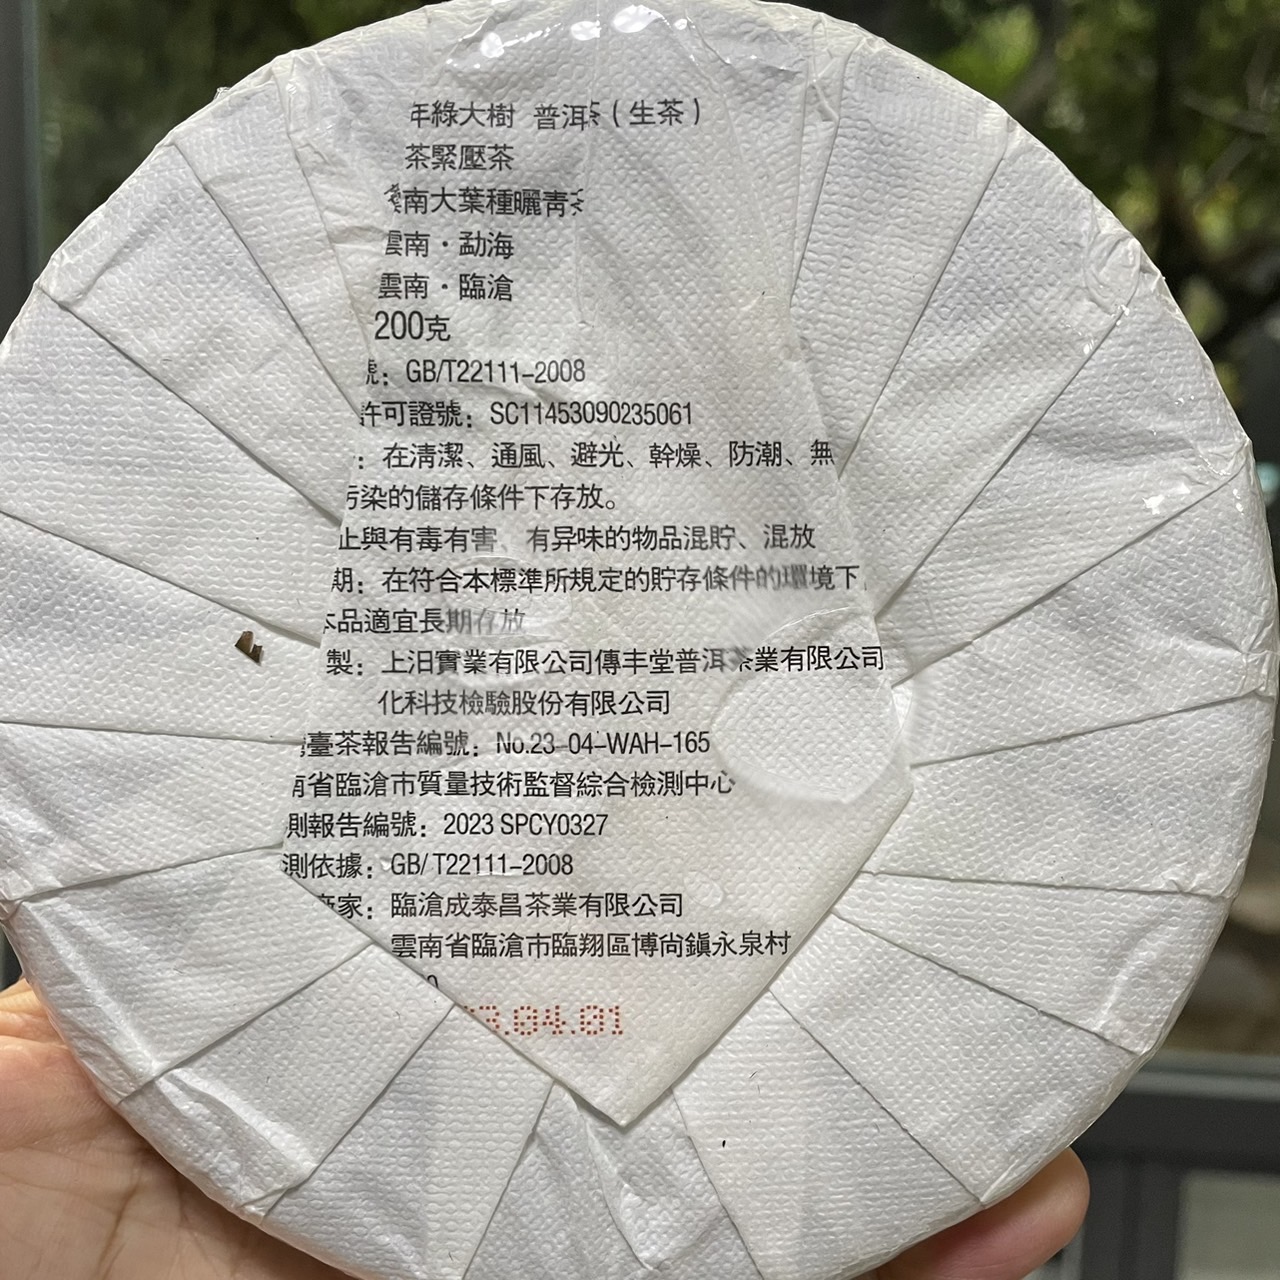 年綠大樹 普洱茶（生茶）
茶緊壓茶
雲南大葉種曬青茶
雲南·勐海
雲南·臨滄
200克
號：GB/T22111-2008
許可證號：SC11453090235061
：在清潔、通風、避光、幹燥、防潮、無
污染的儲存條件下存放。
止與有毒有害、有异味的物品混貯、混放
期：在符合本標準所規定的貯存條件的環境下
本品適宜長期存放
製：上汨實業有限公司傳丰堂普洱茶業有限公司
化科技檢驗股份有限公司
臺茶報告編號：No.23-04-WAH-165
南省臨滄市質量技術監督綜合檢測中心
測報告編號：2023 SPCY0327
測依據：GB/T22111-2008
家：臨滄成泰昌茶業有限公司
雲南省臨滄市臨翔區博尚鎮永泉村
0
3.04.01